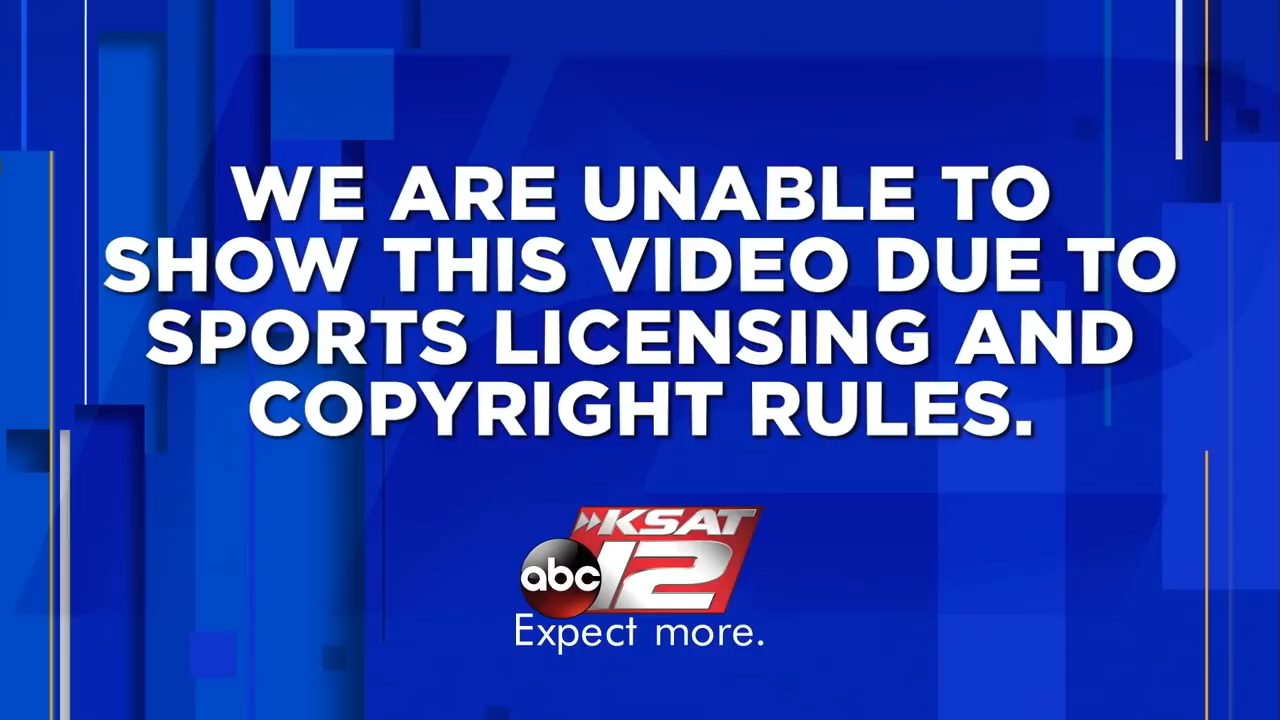 WE ARE UNABLE TO
SHOW THIS VIDEO DUE TO
SPORTS LICENSING AND
COPYRIGHT RULES.
KSAT
abc 12
Expect more.